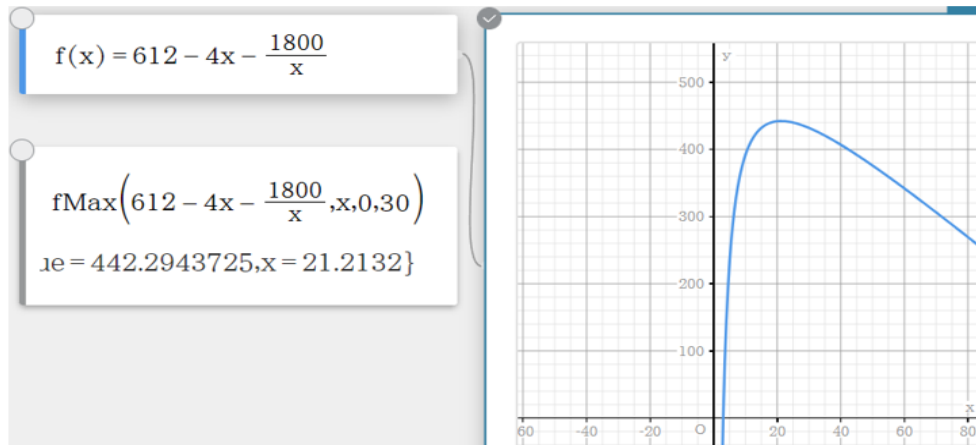 f(x) = 612 – 4x – 1800/x
fMax(612 – 4x – 1800/x ,x,0,30)
ıe = 442.2943725,x = 21.2132}
y
500
400
300
200
100
60 -40 -20 O 20 40 60 80
x